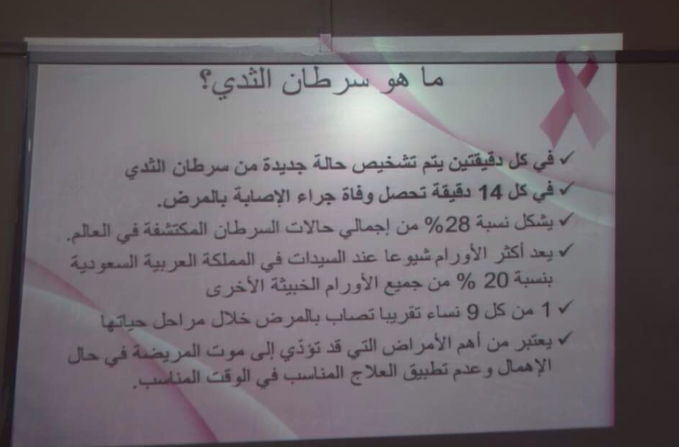 ما هو سرطان الثدي؟
✓ في كل دقيقتين يتم تشخيص حالة جديدة من سرطان الثدي
✓ في كل 14 دقيقة تحصل وفاة جراء الإصابة بالمرض.
✓ يشكل نسبة 28% من إجمالي حالات السرطان المكتشفة في العالم.
✓ يعد أكثر الأورام شيوعا عند السيدات في المملكة العربية السعودية
بنسبة 20 % من جميع الأورام الخبيثة الأخرى
✓ 1 من كل 9 نساء تقريبا تصاب بالمرض خلال مراحل حياتها
✓ يعتبر من أهم الأمراض التي قد تؤدّي إلى موت المريضة في حال
الإهمال وعدم تطبيق العلاج المناسب في الوقت المناسب.